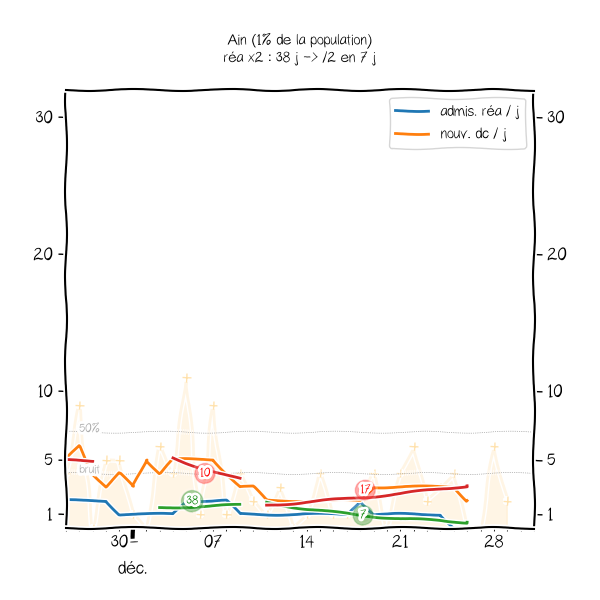 Ain (1% de la population)
réa x2 : 38 j -> /2 en 7 j
admis. réa / j
nouv. dc / j
30 30
20 20
10 10
50%
5 5
bruit
10
17
38
7
1 1
30 07 14 21 28
déc.